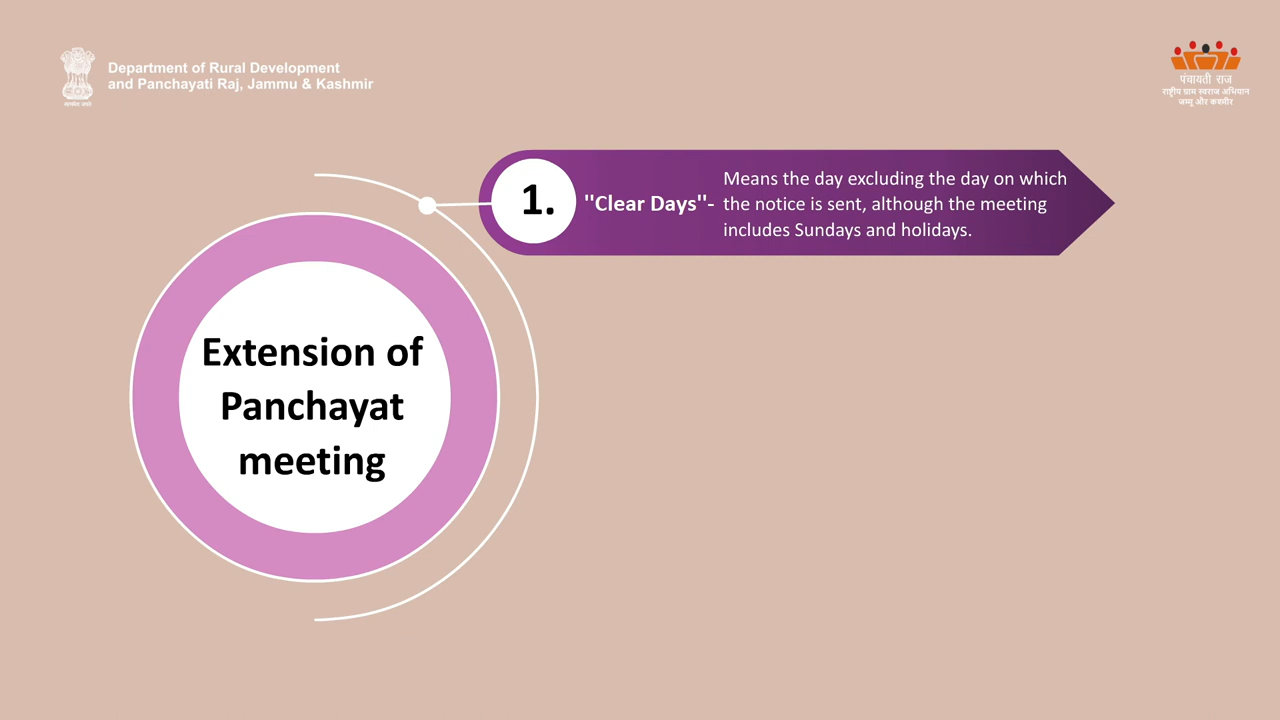 Department of Rural Development
and Panchayati Raj, Jammu & Kashmir
पंचायती राज
राष्ट्रीय ग्राम स्वराज अभियान
जम्मू और कश्मीर
1.
"Clear Days"-
Means the day excluding the day on which
the notice is sent, although the meeting
includes Sundays and holidays.
Extension of
Panchayat
meeting